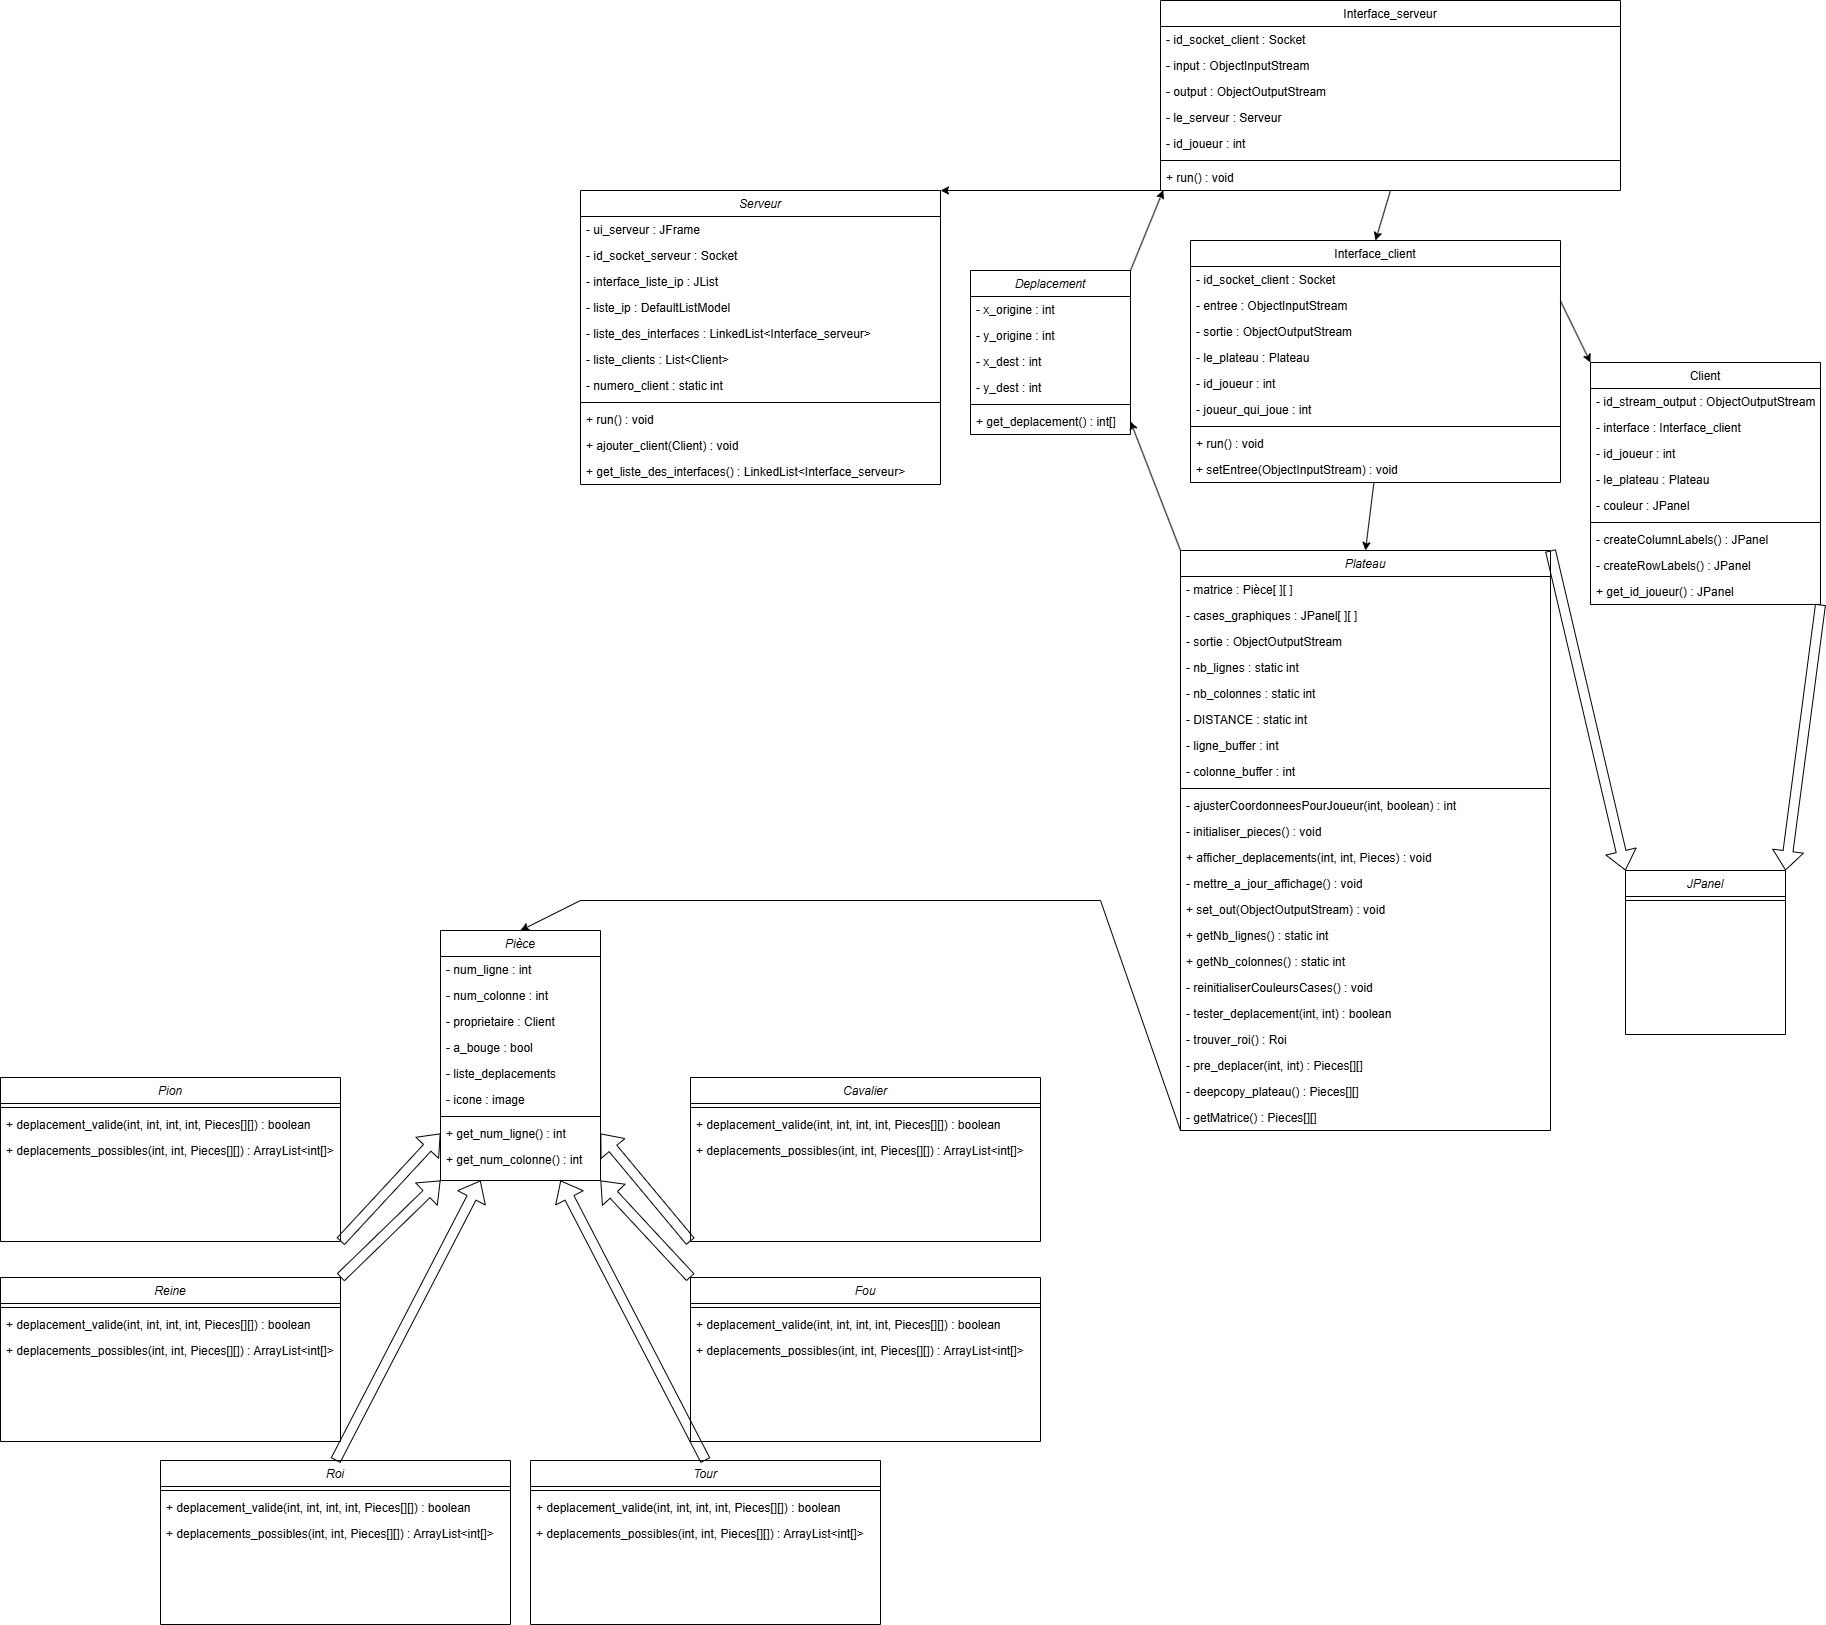 Interface_serveur
- id_socket_client : Socket
- input : ObjectInputStream
- output : ObjectOutputStream
- le_serveur : Serveur
- id_joueur : int
+ run() : void
Serveur
- ui_serveur : JFrame
- id_socket_serveur : Socket
- interface_liste_ip : JList
- liste_ip : DefaultListModel
- liste_des_interfaces : LinkedList<Interface_serveur>
- liste_clients : List<Client>
- numero_client : static int
+ run() : void
+ ajouter_client(Client) : void
+ get_liste_des_interfaces() : LinkedList<Interface_serveur>
Deplacement
- x_origine : int
- y_origine : int
- x_dest : int
- y_dest : int
+ get_deplacement() : int[]
Interface_client
- id_socket_client : Socket
- entree : ObjectInputStream
- sortie : ObjectOutputStream
- le_plateau : Plateau
- id_joueur : int
- joueur_qui_joue : int
+ run() : void
+ setEntree(ObjectInputStream) : void
Client
- id_stream_output : ObjectOutputStream
- interface : Interface_client
- id_joueur : int
- le_plateau : Plateau
- couleur : JPanel
- createColumnLabels() : JPanel
- createRowLabels() : JPanel
+ get_id_joueur() : JPanel
Plateau
- matrice : Pièce[ ][ ]
- cases_graphiques : JPanel[ ][ ]
- sortie : ObjectOutputStream
- nb_lignes : static int
- nb_colonnes : static int
- DISTANCE : static int
- ligne_buffer : int
- colonne_buffer : int
- ajusterCoordonneesPourJoueur(int, boolean) : int
- initialiser_pieces() : void
+ afficher_deplacements(int, int, Pieces) : void
- mettre_a_jour_affichage() : void
+ set_out(ObjectOutputStream) : void
+ getNb_lignes() : static int
+ getNb_colonnes() : static int
- reinitialiserCouleursCases() : void
- tester_deplacement(int, int) : boolean
- trouver_roi() : Roi
- pre_deplacer(int, int) : Pieces[][]
- deepcopy_plateau() : Pieces[][]
- getMatrice() : Pieces[][]
JPanel
Pièce
- num_ligne : int
- num_colonne : int
- proprietaire : Client
- a_bouge : bool
- liste_deplacements
- icone : image
+ get_num_ligne() : int
+ get_num_colonne() : int
Pion
+ deplacement_valide(int, int, int, int, Pieces[][]) : boolean
+ deplacements_possibles(int, int, Pieces[][]) : ArrayList<int[]>
Cavalier
+ deplacement_valide(int, int, int, int, Pieces[][]) : boolean
+ deplacements_possibles(int, int, Pieces[][]) : ArrayList<int[]>
Reine
+ deplacement_valide(int, int, int, int, Pieces[][]) : boolean
+ deplacements_possibles(int, int, Pieces[][]) : ArrayList<int[]>
Fou
+ deplacement_valide(int, int, int, int, Pieces[][]) : boolean
+ deplacements_possibles(int, int, Pieces[][]) : ArrayList<int[]>
Roi
+ deplacement_valide(int, int, int, int, Pieces[][]) : boolean
+ deplacements_possibles(int, int, Pieces[][]) : ArrayList<int[]>
Tour
+ deplacement_valide(int, int, int, int, Pieces[][]) : boolean
+ deplacements_possibles(int, int, Pieces[][]) : ArrayList<int[]>